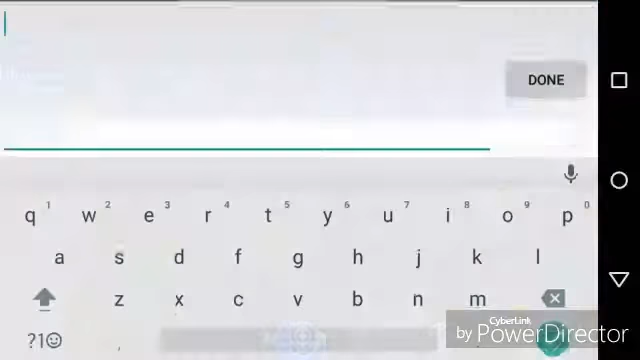 DONE
q1 w2 e3 r4 t5 y6 u7 i8 o9 p0
a s d f g h j k l
z x c v b n m
?1☺ ,
CyberLink
by PowerDirector